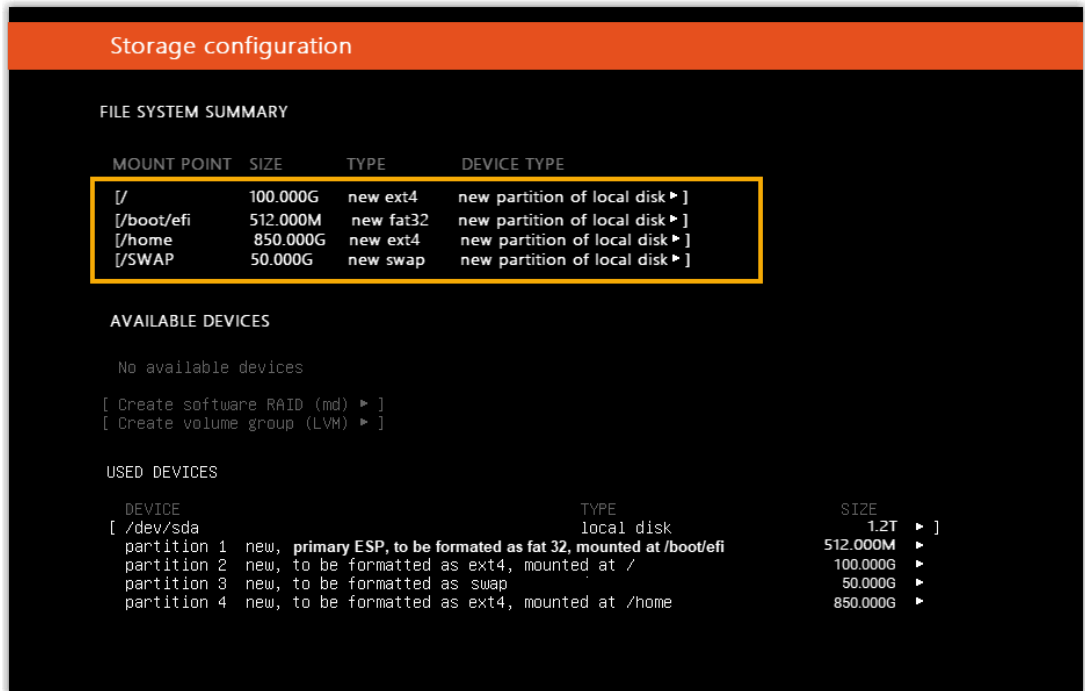 Storage configuration
FILE SYSTEM SUMMARY
MOUNT POINT SIZE TYPE DEVICE TYPE
[/ 100.000G new ext4 new partition of local disk ▸ ]
[/boot/efi 512.000M new fat32 new partition of local disk ▸ ]
[/home 850.000G new ext4 new partition of local disk ▸ ]
[/SWAP 50.000G new swap new partition of local disk ▸ ]
AVAILABLE DEVICES
No available devices
[ Create software RAID (md) ▸ ]
[ Create volume group (LVM) ▸ ]
USED DEVICES
DEVICE TYPE SIZE
[ /dev/sda local disk 1.2T ▸ ]
partition 1 new, primary ESP, to be formated as fat 32, mounted at /boot/efi 512.000M ▸
partition 2 new, to be formatted as ext4, mounted at / 100.000G ▸
partition 3 new, to be formatted as swap 50.000G ▸
partition 4 new, to be formatted as ext4, mounted at /home 850.000G ▸